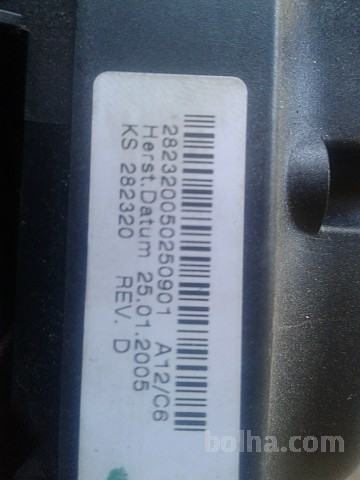 282320050250901 A12/C6
Herst.Datum 25.01.2005
KS 282320 REV. D
bolha.com